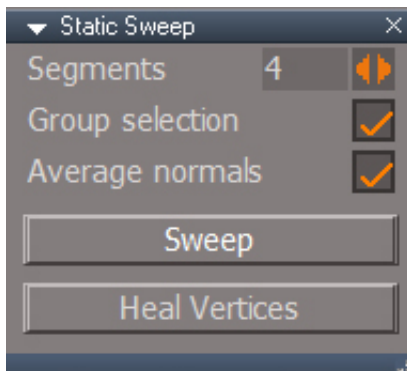 Static Sweep
Segments 4
Group selection
Average normals
Sweep
Heal Vertices